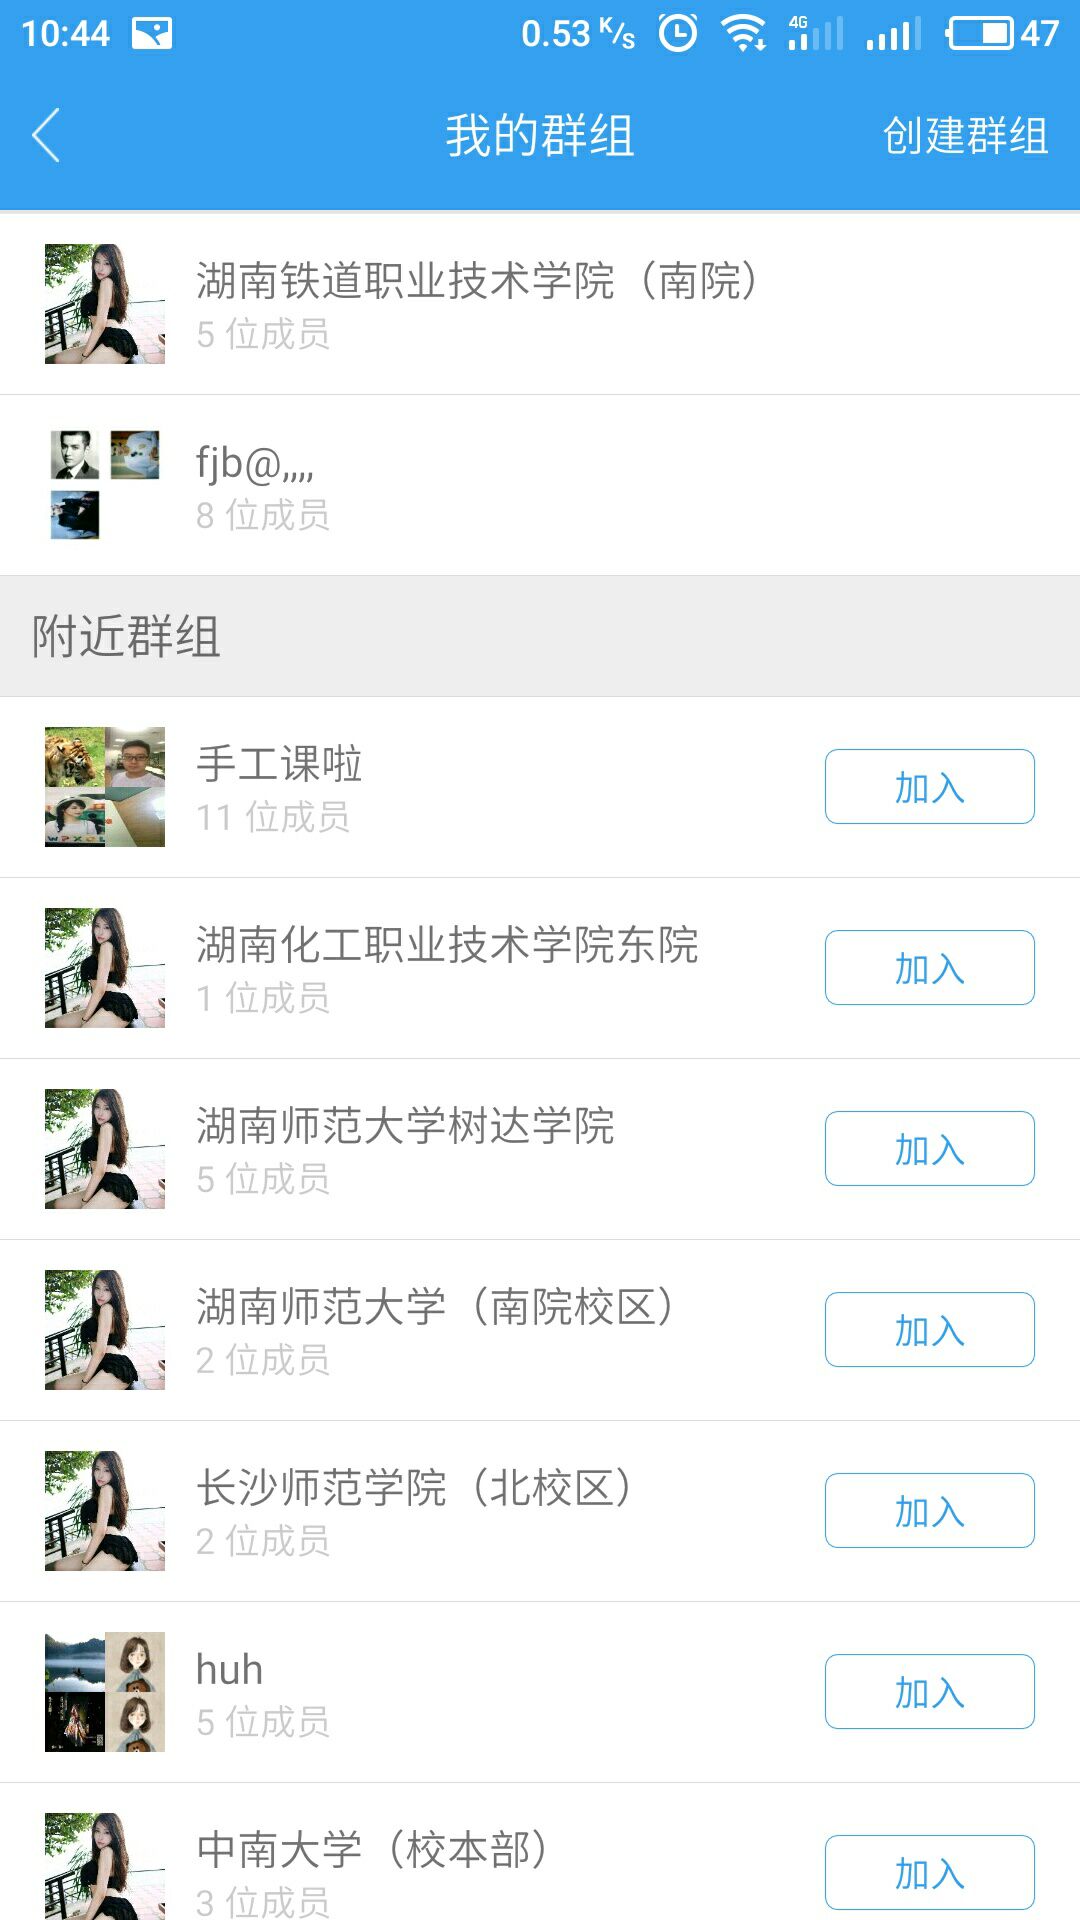 10:44 0.53 K/s 4G 47
我的群组 创建群组
湖南铁道职业技术学院（南院）
5 位成员
fjb@,,,,
8 位成员
附近群组
手工课啦
11 位成员
加入
湖南化工职业技术学院东院
1 位成员
加入
湖南师范大学树达学院
5 位成员
加入
湖南师范大学（南院校区）
2 位成员
加入
长沙师范学院（北校区）
2 位成员
加入
huh
5 位成员
加入
中南大学（校本部）
3 位成员
加入